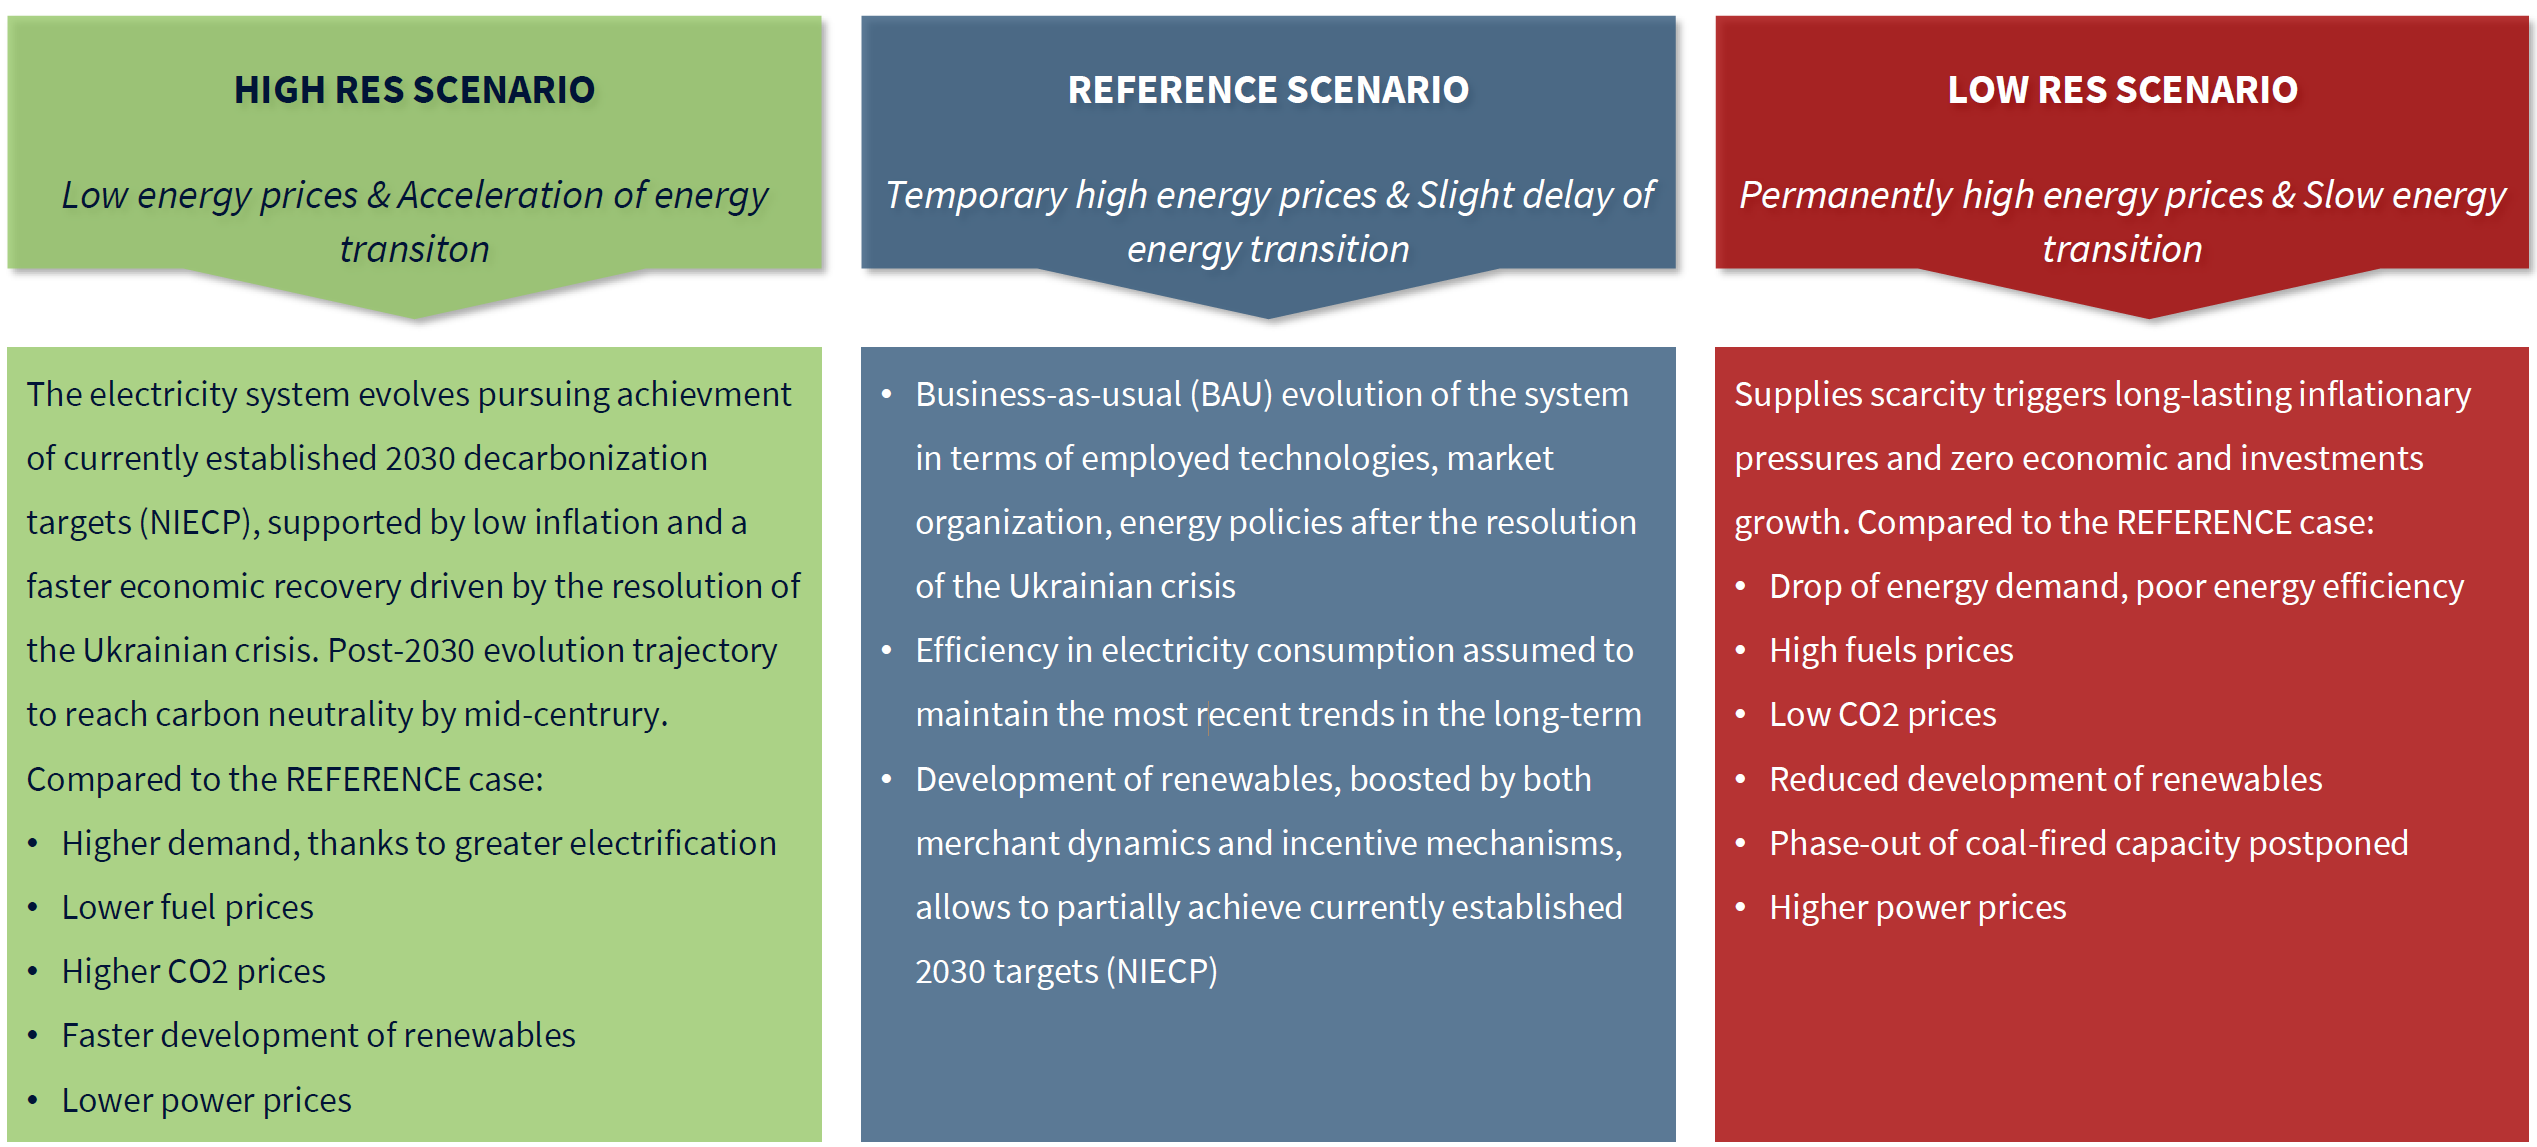 HIGH RES SCENARIO
Low energy prices & Acceleration of energy
transiton
The electricity system evolves pursuing achievment
of currently established 2030 decarbonization
targets (NIECP), supported by low inflation and a
faster economic recovery driven by the resolution of
the Ukrainian crisis. Post-2030 evolution trajectory
to reach carbon neutrality by mid-centrury.
Compared to the REFERENCE case:
• Higher demand, thanks to greater electrification
• Lower fuel prices
• Higher CO2 prices
• Faster development of renewables
• Lower power prices
REFERENCE SCENARIO
Temporary high energy prices & Slight delay of
energy transition
• Business-as-usual (BAU) evolution of the system
in terms of employed technologies, market
organization, energy policies after the resolution
of the Ukrainian crisis
• Efficiency in electricity consumption assumed to
maintain the most recent trends in the long-term
• Development of renewables, boosted by both
merchant dynamics and incentive mechanisms,
allows to partially achieve currently established
2030 targets (NIECP)
LOW RES SCENARIO
Permanently high energy prices & Slow energy
transition
Supplies scarcity triggers long-lasting inflationary
pressures and zero economic and investments
growth. Compared to the REFERENCE case:
• Drop of energy demand, poor energy efficiency
• High fuels prices
• Low CO2 prices
• Reduced development of renewables
• Phase-out of coal-fired capacity postponed
• Higher power prices